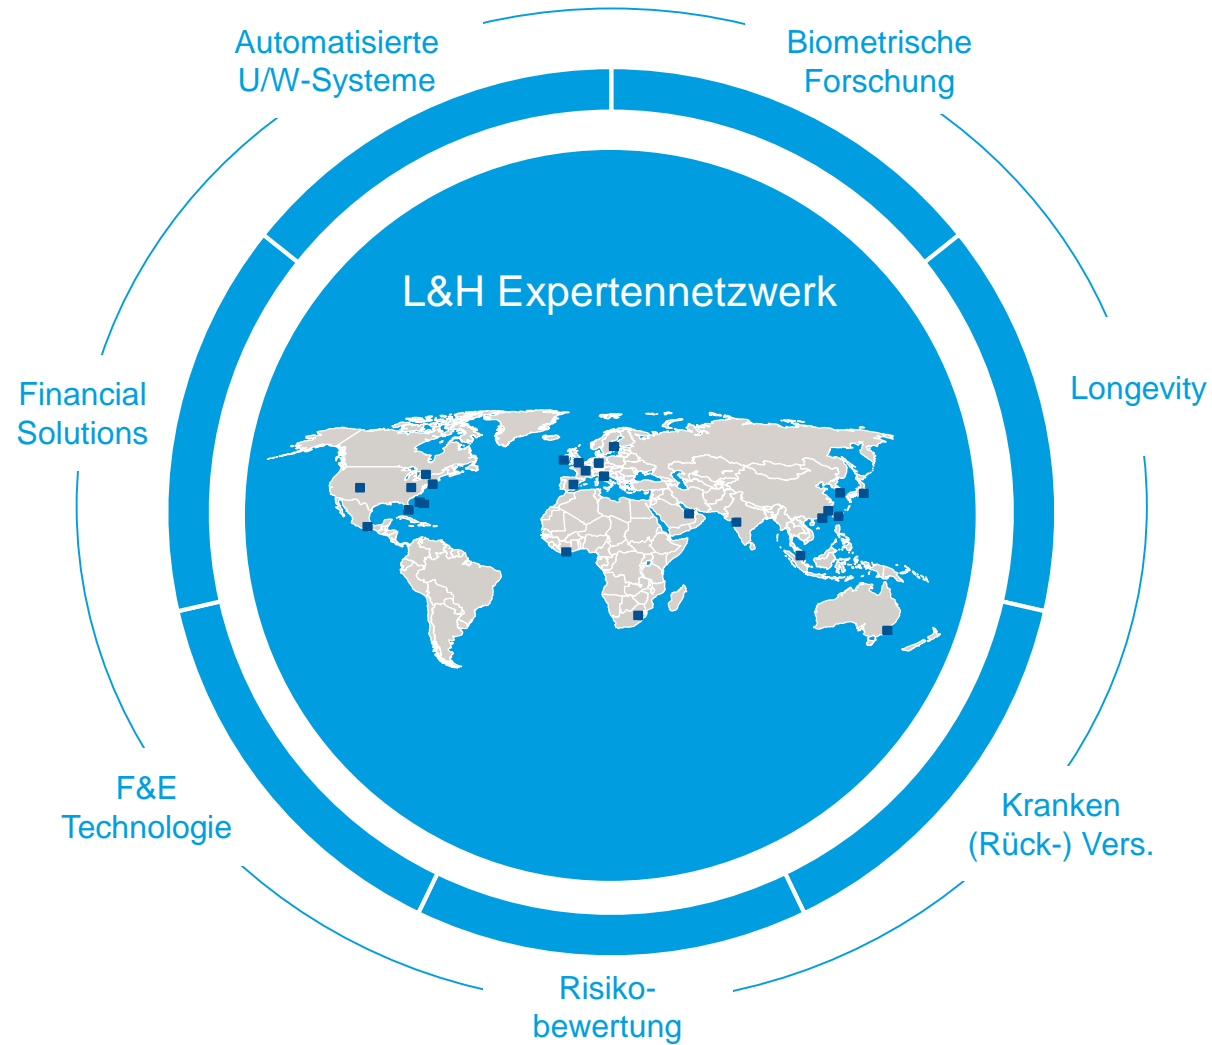 Automatisierte
U/W-Systeme
Biometrische
Forschung
L&H Expertennetzwerk
Financial
Solutions
Longevity
F&E
Technologie
Kranken
(Rück-) Vers.
Risiko-
bewertung